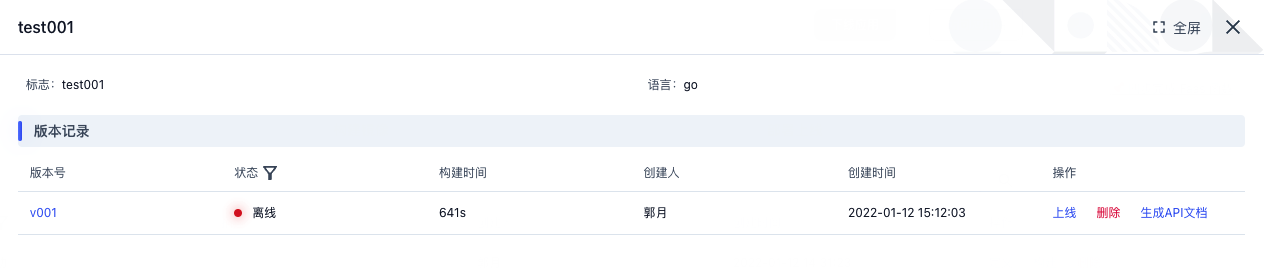 test001 全屏
标志：test001 语言：go
版本记录
版本号 状态 构建时间 创建人 创建时间 操作
v001 离线 641s 郭月 2022-01-12 15:12:03 上线 删除 生成API文档